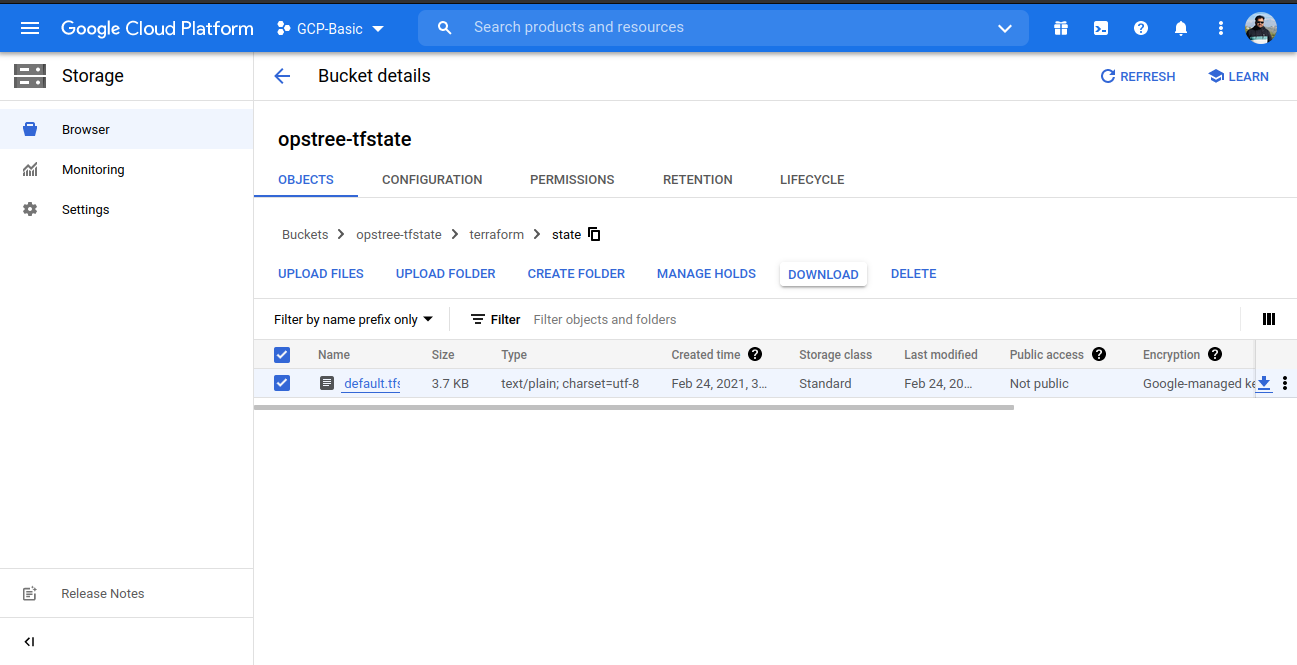 Google Cloud Platform GCP-Basic Search products and resources
Storage Bucket details REFRESH LEARN
Browser
Monitoring
Settings
opstree-tfstate
OBJECTS CONFIGURATION PERMISSIONS RETENTION LIFECYCLE
Buckets opstree-tfstate terraform state
UPLOAD FILES UPLOAD FOLDER CREATE FOLDER MANAGE HOLDS DOWNLOAD DELETE
Filter by name prefix only Filter Filter objects and folders
Name Size Type Created time Storage class Last modified Public access Encryption
default.tfs 3.7 KB text/plain; charset=utf-8 Feb 24, 2021, 3... Standard Feb 24, 20... Not public Google-managed ke
Release Notes